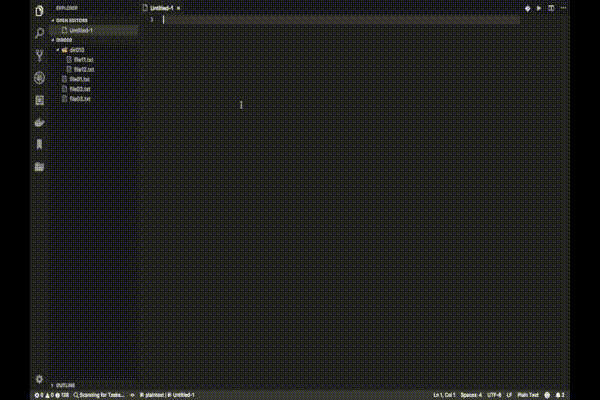 EXPLORER
OPEN EDITORS
Untitled-1
dir010
file11.txt
file12.txt
file01.txt
file02.txt
file03.txt
OUTLINE
Untitled-1 ×
1
0 0 128 Scanning for Tasks... plaintext | Untitled-1
Ln 1, Col 1 Spaces: 4 UTF-8 LF Plain Text 2